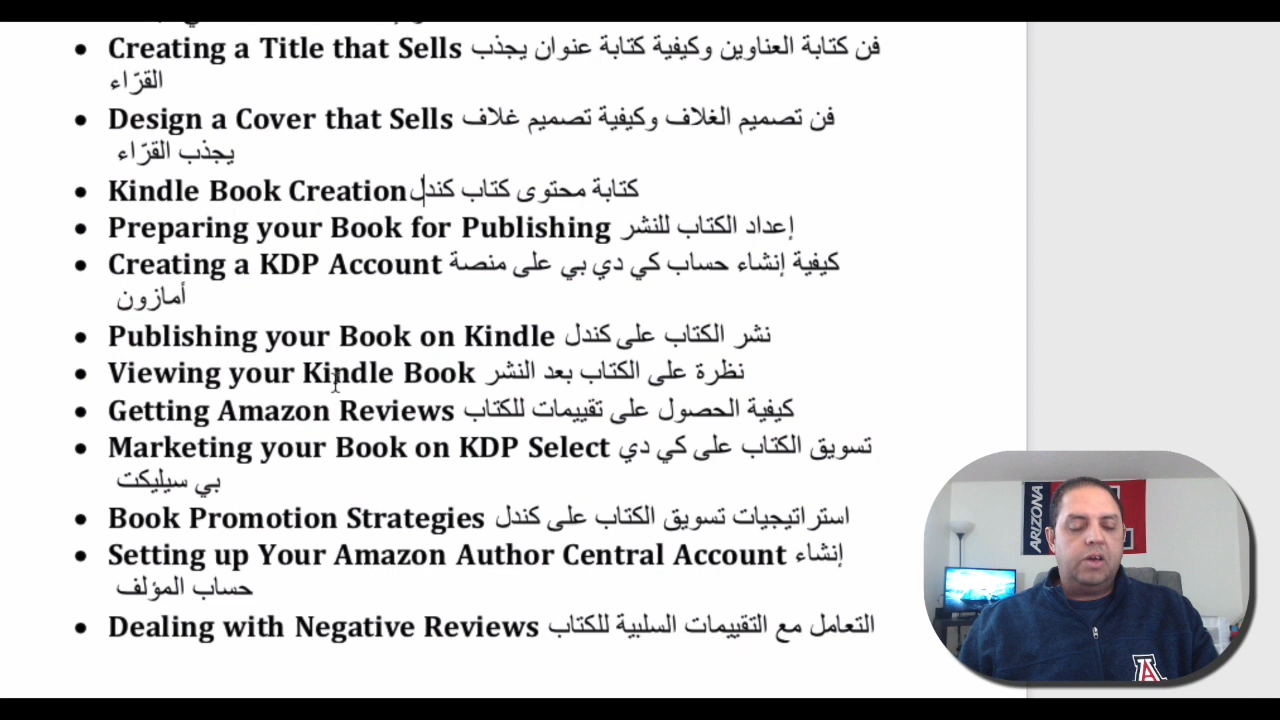 • Creating a Title that Sells فن كتابة العناوين وكيفية كتابة عنوان يجذب
القرّاء
• Design a Cover that Sells فن تصميم الغلاف وكيفية تصميم غلاف
يجذب القرّاء
• Kindle Book Creation كتابة محتوى كتاب كندل
• Preparing your Book for Publishing إعداد الكتاب للنشر
• Creating a KDP Account كيفية إنشاء حساب كي دي بي على منصة
أمازون
• Publishing your Book on Kindle نشر الكتاب على كندل
• Viewing your Kindle Book نظرة على الكتاب بعد النشر
• Getting Amazon Reviews كيفية الحصول على تقييمات للكتاب
• Marketing your Book on KDP Select تسويق الكتاب على كي دي
بي سيليكت
• Book Promotion Strategies استراتيجيات تسويق الكتاب على كندل
• Setting up Your Amazon Author Central Account إنشاء
حساب المؤلف
• Dealing with Negative Reviews التعامل مع التقييمات السلبية للكتاب
ARIZONA
A